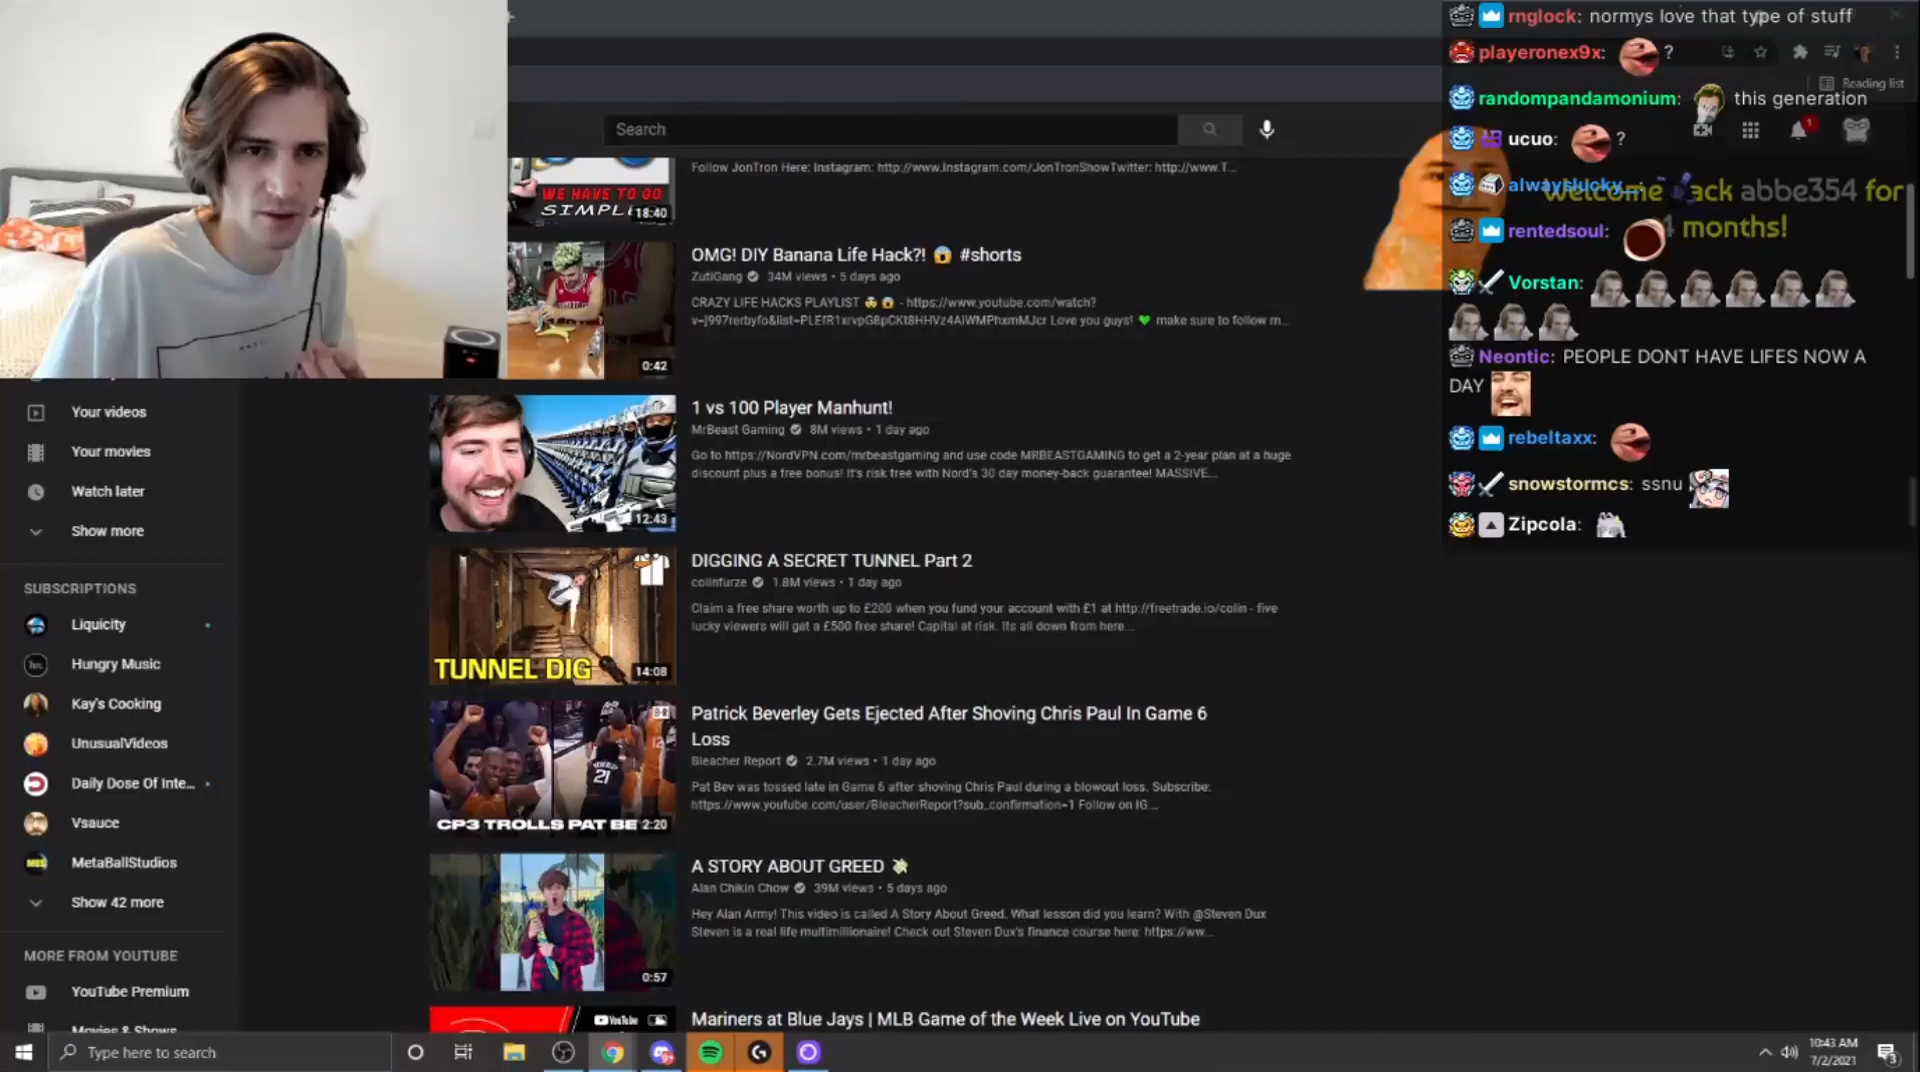 Search
Follow JonTron Here: Instagram: http://www.Instagram.com/JonTronShowTwitter: http://www.T...
WE HAVE TO GO
SIMPL
18:40
OMG! DIY Banana Life Hack?! 😱 #shorts
ZutiGang 34M views • 5 days ago
CRAZY LIFE HACKS PLAYLIST - https://www.youtube.com/watch?
make sure to follow m...
0:42
1 vs 100 Player Manhunt!
MrBeast Gaming 8M views • 1 day ago
Go to https://NordVPN.com/mrbeastgaming and use code MRBEASTGAMING to get a 2-year plan at a huge
discount plus a free bonus! It's risk free with Nord's 30 day money-back guarantee! MASSIVE...
12:43
DIGGING A SECRET TUNNEL Part 2
colinfurze 1.8M views • 1 day ago
Claim a free share worth up to £200 when you fund your account with £1 at http://freetrade.io/colin - five
lucky viewers will get a £500 free share! Capital at risk. Its all down from here...
TUNNEL DIG
14:08
Patrick Beverley Gets Ejected After Shoving Chris Paul In Game 6
Loss
Bleacher Report 2.7M views • 1 day ago
Pat Bev was tossed late in Game 6 after shoving Chris Paul during a blowout loss. Subscribe:
https://www.youtube.com/user/BleacherReport?sub_confirmation=1 Follow on IG...
21
CP3 TROLLS PAT BE
2:20
A STORY ABOUT GREED
Alan Chikin Chow 39M views • 5 days ago
Hey Alan Army! This video is called A Story About Greed. What lesson did you learn? With @Steven Dux
Steven is a real life multimillionaire! Check out Steven Dux's finance course here: https://ww...
0:57
YouTube
Mariners at Blue Jays | MLB Game of the Week Live on YouTube
Your videos
Your movies
Watch later
Show more
SUBSCRIPTIONS
Liquicity
hm.
Hungry Music
Kay's Cooking
UnusualVideos
Daily Dose Of Inte...
Vsauce
MetaBallStudios
Show 42 more
MORE FROM YOUTUBE
YouTube Premium
Movies & Shows
rnglock: normys love that type of stuff
playeronex9x: ?
Reading list
randompandamonium: this generation
1
ucuo: ?
alwayslucky__:
welcome back abbe354 for
months!
rentedsoul:
Vorstan:
Neontic: PEOPLE DONT HAVE LIFES NOW A
DAY
rebeltaxx:
snowstormcs: ssnu
Zipcola:
Type here to search
10:43 AM
7/2/2021
3